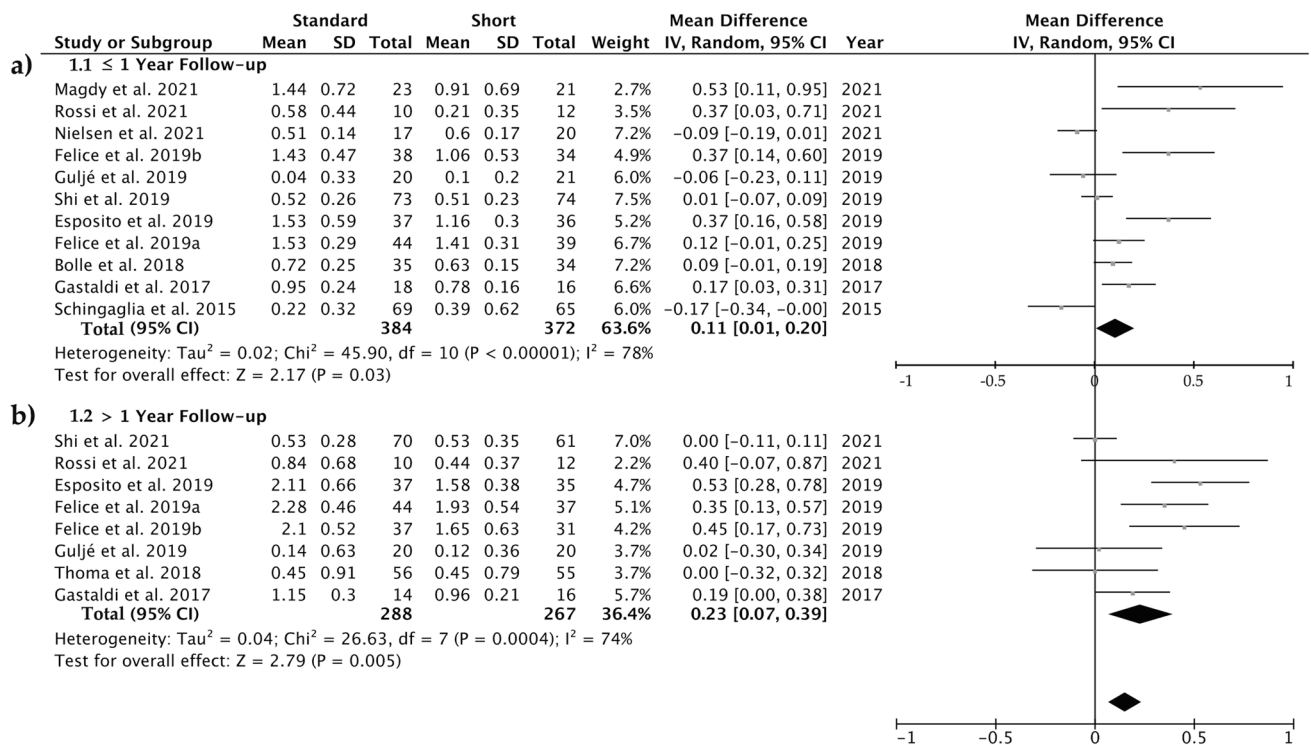 Standard Short Mean Difference Mean Difference
Study or Subgroup Mean SD Total Mean SD Total Weight IV, Random, 95% CI Year IV, Random, 95% CI
a) 1.1 ≤ 1 Year Follow-up
Magdy et al. 2021 1.44 0.72 23 0.91 0.69 21 2.7% 0.53 [0.11, 0.95] 2021
Rossi et al. 2021 0.58 0.44 10 0.21 0.35 12 3.5% 0.37 [0.03, 0.71] 2021
Nielsen et al. 2021 0.51 0.14 17 0.6 0.17 20 7.2% −0.09 [−0.19, 0.01] 2021
Felice et al. 2019b 1.43 0.47 38 1.06 0.53 34 4.9% 0.37 [0.14, 0.60] 2019
Guljé et al. 2019 0.04 0.33 20 0.1 0.2 21 6.0% −0.06 [−0.23, 0.11] 2019
Shi et al. 2019 0.52 0.26 73 0.51 0.23 74 7.5% 0.01 [−0.07, 0.09] 2019
Esposito et al. 2019 1.53 0.59 37 1.16 0.3 36 5.2% 0.37 [0.16, 0.58] 2019
Felice et al. 2019a 1.53 0.29 44 1.41 0.31 39 6.7% 0.12 [−0.01, 0.25] 2019
Bolle et al. 2018 0.72 0.25 35 0.63 0.15 34 7.2% 0.09 [−0.01, 0.19] 2018
Gastaldi et al. 2017 0.95 0.24 18 0.78 0.16 16 6.6% 0.17 [0.03, 0.31] 2017
Schingaglia et al. 2015 0.22 0.32 69 0.39 0.62 65 6.0% −0.17 [−0.34, −0.00] 2015
Total (95% CI) 384 372 63.6% 0.11 [0.01, 0.20]
Heterogeneity: Tau² = 0.02; Chi² = 45.90, df = 10 (P < 0.00001); I² = 78%
Test for overall effect: Z = 2.17 (P = 0.03)
-1 -0.5 0 0.5 1
b) 1.2 > 1 Year Follow-up
Shi et al. 2021 0.53 0.28 70 0.53 0.35 61 7.0% 0.00 [−0.11, 0.11] 2021
Rossi et al. 2021 0.84 0.68 10 0.44 0.37 12 2.2% 0.40 [−0.07, 0.87] 2021
Esposito et al. 2019 2.11 0.66 37 1.58 0.38 35 4.7% 0.53 [0.28, 0.78] 2019
Felice et al. 2019a 2.28 0.46 44 1.93 0.54 37 5.1% 0.35 [0.13, 0.57] 2019
Felice et al. 2019b 2.1 0.52 37 1.65 0.63 31 4.2% 0.45 [0.17, 0.73] 2019
Guljé et al. 2019 0.14 0.63 20 0.12 0.36 20 3.7% 0.02 [−0.30, 0.34] 2019
Thoma et al. 2018 0.45 0.91 56 0.45 0.79 55 3.7% 0.00 [−0.32, 0.32] 2018
Gastaldi et al. 2017 1.15 0.3 14 0.96 0.21 16 5.7% 0.19 [0.00, 0.38] 2017
Total (95% CI) 288 267 36.4% 0.23 [0.07, 0.39]
Heterogeneity: Tau² = 0.04; Chi² = 26.63, df = 7 (P = 0.0004); I² = 74%
Test for overall effect: Z = 2.79 (P = 0.005)
−1 −0.5 0 0.5 1